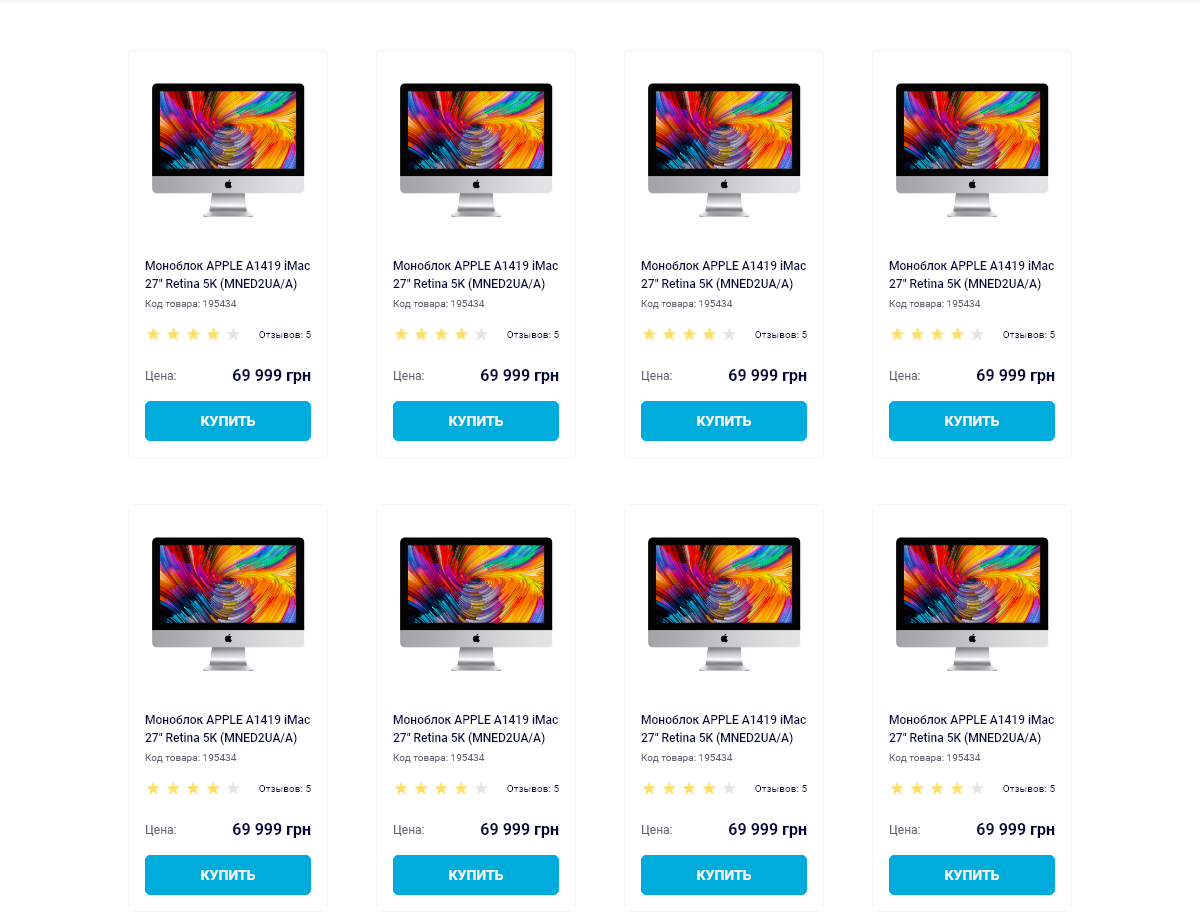 Моноблок APPLE A1419 iMac
27" Retina 5K (MNED2UA/A)
Код товара: 195434
Отзывов: 5
Цена: 69 999 грн
КУПИТЬ
Моноблок APPLE A1419 iMac
27" Retina 5K (MNED2UA/A)
Код товара: 195434
Отзывов: 5
Цена: 69 999 грн
КУПИТЬ
Моноблок APPLE A1419 iMac
27" Retina 5K (MNED2UA/A)
Код товара: 195434
Отзывов: 5
Цена: 69 999 грн
КУПИТЬ
Моноблок APPLE A1419 iMac
27" Retina 5K (MNED2UA/A)
Код товара: 195434
Отзывов: 5
Цена: 69 999 грн
КУПИТЬ
Моноблок APPLE A1419 iMac
27" Retina 5K (MNED2UA/A)
Код товара: 195434
Отзывов: 5
Цена: 69 999 грн
КУПИТЬ
Моноблок APPLE A1419 iMac
27" Retina 5K (MNED2UA/A)
Код товара: 195434
Отзывов: 5
Цена: 69 999 грн
КУПИТЬ
Моноблок APPLE A1419 iMac
27" Retina 5K (MNED2UA/A)
Код товара: 195434
Отзывов: 5
Цена: 69 999 грн
КУПИТЬ
Моноблок APPLE A1419 iMac
27" Retina 5K (MNED2UA/A)
Код товара: 195434
Отзывов: 5
Цена: 69 999 грн
КУПИТЬ